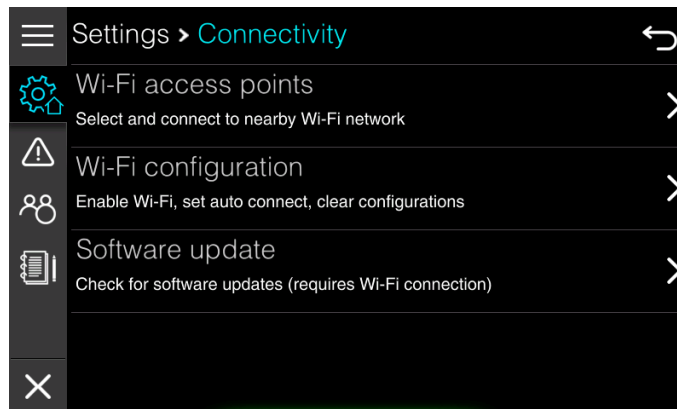 Settings > Connectivity
Wi-Fi access points
Select and connect to nearby Wi-Fi network
Wi-Fi configuration
Enable Wi-Fi, set auto connect, clear configurations
Software update
Check for software updates (requires Wi-Fi connection)